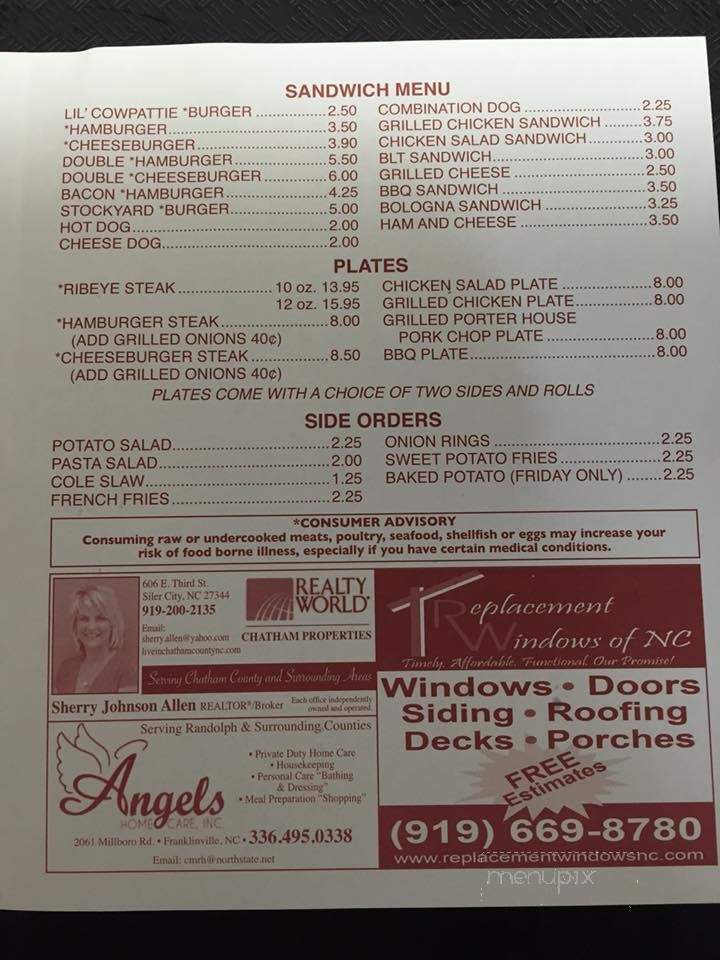 SANDWICH MENU
LIL' COWPATTIE *BURGER ..................2.50
*HAMBURGER..................................3.50
*CHEESEBURGER............................3.90
DOUBLE *HAMBURGER.....................5.50
DOUBLE *CHEESEBURGER ...............6.00
BACON *HAMBURGER......................4.25
STOCKYARD *BURGER.....................5.00
HOT DOG.........................................2.00
CHEESE DOG...................................2.00
COMBINATION DOG .........................2.25
GRILLED CHICKEN SANDWICH .........3.75
CHICKEN SALAD SANDWICH.............3.00
BLT SANDWICH................................3.00
GRILLED CHEESE ............................2.50
BBQ SANDWICH ..............................3.50
BOLOGNA SANDWICH .....................3.25
HAM AND CHEESE ...........................3.50
PLATES
*RIBEYE STEAK..................... 10 oz. 13.95
12 oz. 15.95
*HAMBURGER STEAK.......................8.00
(ADD GRILLED ONIONS 40¢)
*CHEESEBURGER STEAK .................8.50
(ADD GRILLED ONIONS 40¢)
CHICKEN SALAD PLATE ...................8.00
GRILLED CHICKEN PLATE.................8.00
GRILLED PORTER HOUSE
PORK CHOP PLATE .......................8.00
BBQ PLATE......................................8.00
PLATES COME WITH A CHOICE OF TWO SIDES AND ROLLS
SIDE ORDERS
POTATO SALAD................................2.25
PASTA SALAD...................................2.00
COLE SLAW......................................1.25
FRENCH FRIES.................................2.25
ONION RINGS ..................................2.25
SWEET POTATO FRIES .....................2.25
BAKED POTATO (FRIDAY ONLY) ........2.25
*CONSUMER ADVISORY
Consuming raw or undercooked meats, poultry, seafood, shellfish or eggs may increase your
risk of food borne illness, especially if you have certain medical conditions.
606 E. Third St.
Siler City, NC 27344
919-200-2135
Email:
sherry.allen@yahoo.com
liveinchathamcountync.com
REALTY
WORLD®
CHATHAM PROPERTIES
Serving Chatham County and Surrounding Areas
Sherry Johnson Allen REALTOR®/Broker
Each office independently
owned and operated
Serving Randolph & Surrounding Counties
• Private Duty Home Care
• Housekeeping
• Personal Care "Bathing
& Dressing"
• Meal Preparation "Shopping"
Angels
HOME CARE, INC.
2061 Millboro Rd. • Franklinville, NC • 336.495.0338
Email: cmrh@northstate.net
TRW
Replacement
Windows of NC
Timely, Affordable, Functional, Our Promise!
Windows • Doors
Siding • Roofing
Decks • Porches
FREE
Estimates
(919) 669-8780
www.replacementwindowsnc.com
menupix